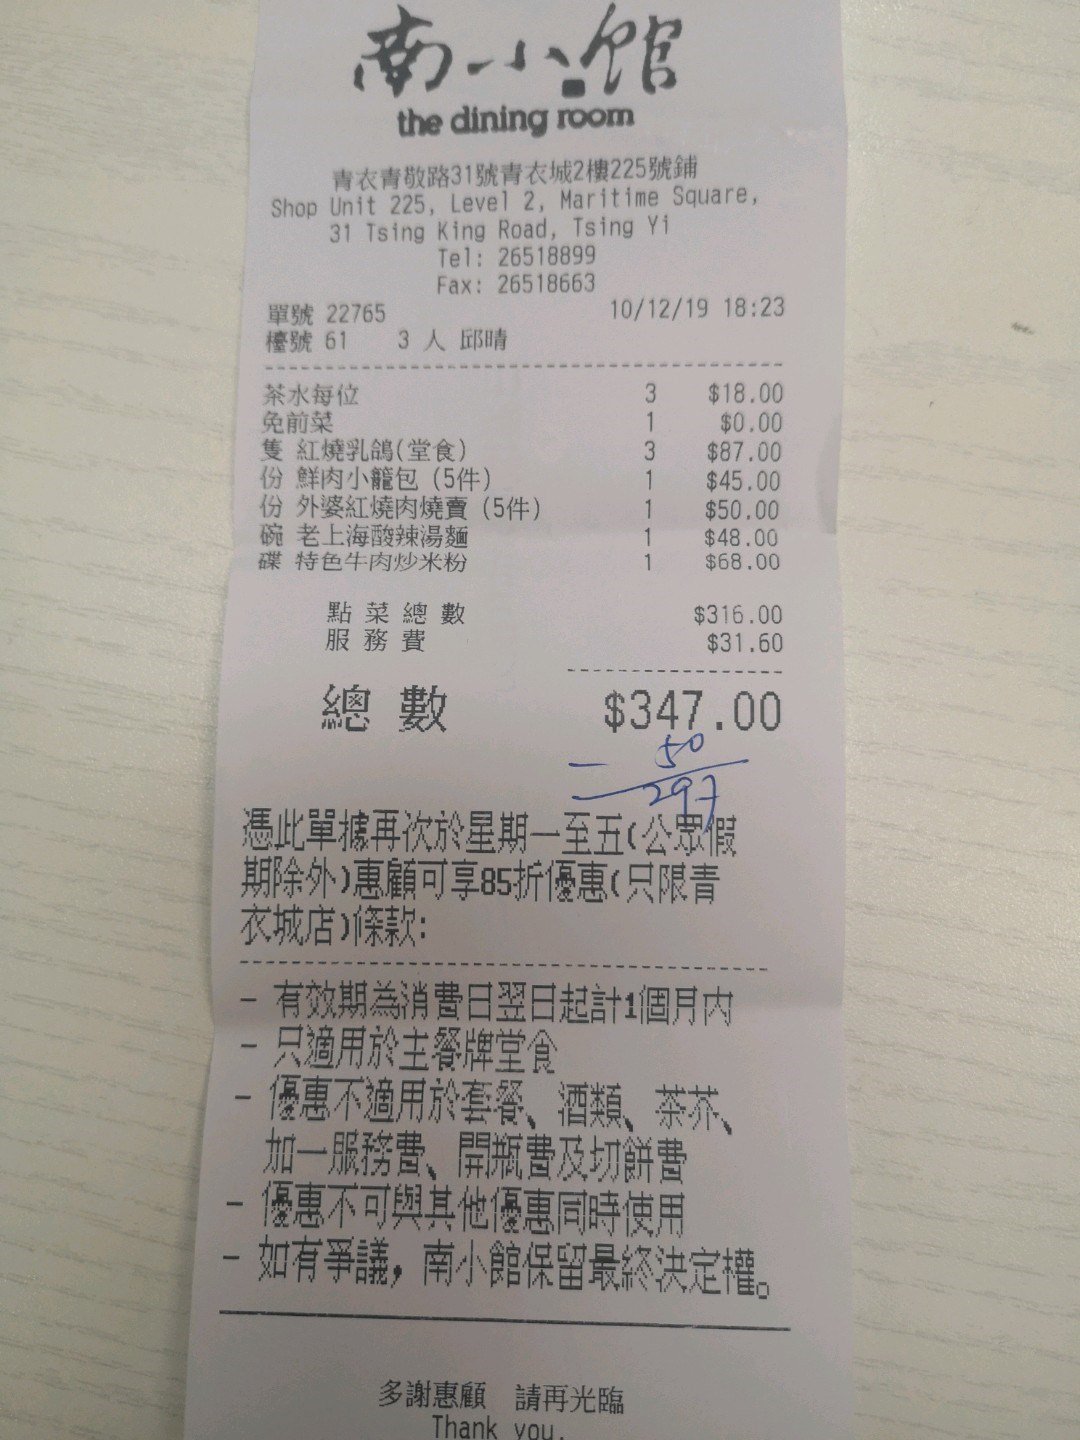 南小館
the dining room
青衣青敬路31號青衣城2樓225號鋪
Shop Unit 225, Level 2, Maritime Square,
31 Tsing King Road, Tsing Yi
Tel: 26518899
Fax: 26518663
單號 22765 10/12/19 18:23
檯號 61 3 人 邱晴
茶水每位 3 $18.00
免前菜 1 $0.00
隻 紅燒乳鴿(堂食) 3 $87.00
份 鮮肉小籠包 (5件) 1 $45.00
份 外婆紅燒肉燒賣 (5件) 1 $50.00
碗 老上海酸辣湯麵 1 $48.00
碟 特色牛肉炒米粉 1 $68.00
點菜總數 $316.00
服務費 $31.60
總數 $347.00
- 50
297
憑此單據再次於星期一至五(公眾假
期除外)惠顧可享85折優惠(只限青
衣城店)條款:
- 有效期為消費日翌日起計1個月內
- 只適用於主餐牌堂食
- 優惠不適用於套餐、酒類、茶芥、
加一服務費、開瓶費及切餅費
- 優惠不可與其他優惠同時使用
- 如有爭議，南小館保留最終決定權。
多謝惠顧 請再光臨
Thank you.